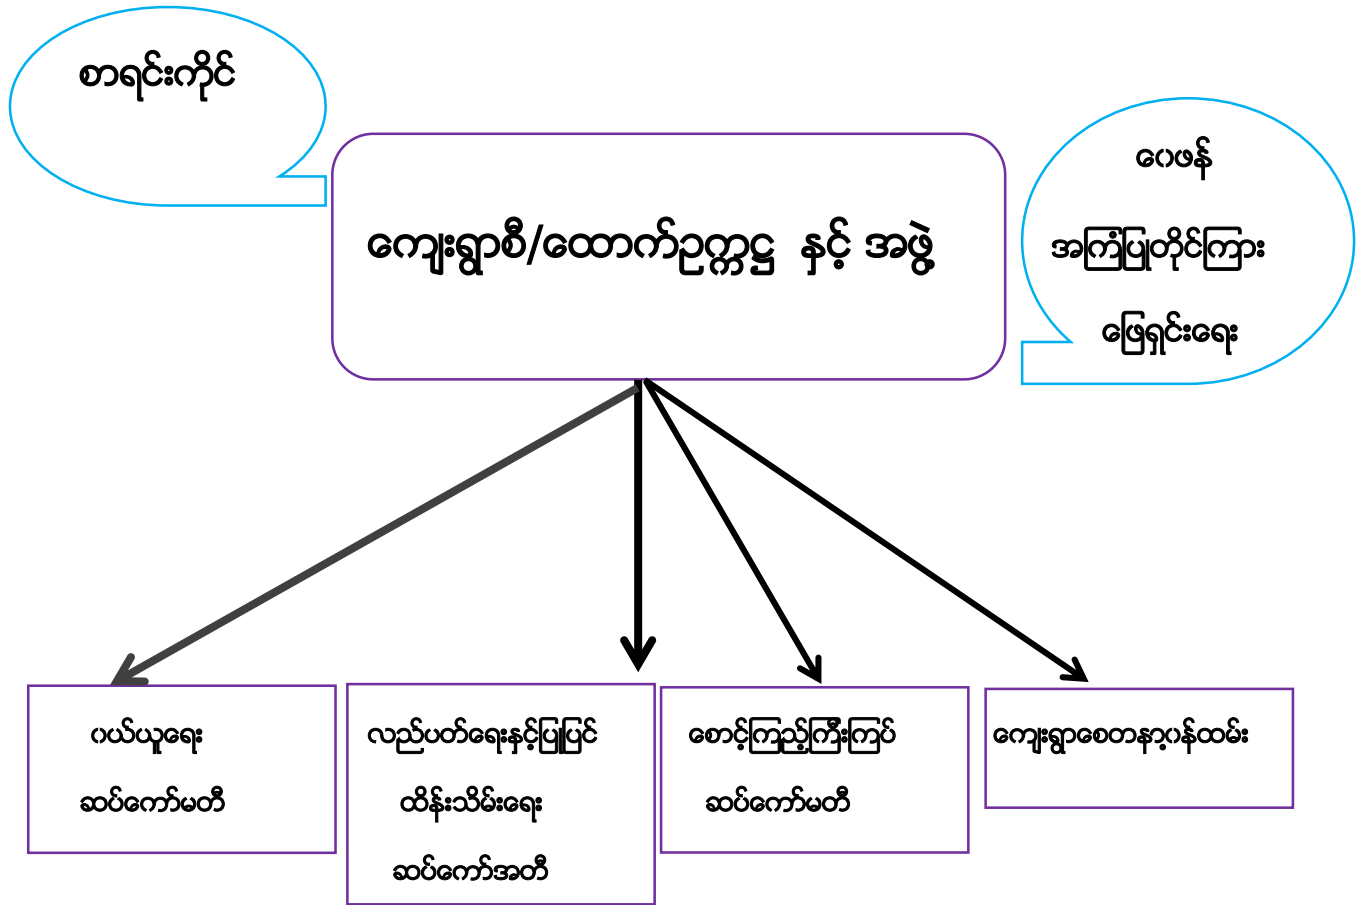 စာရင်းကိုင်
ကျေးရွာစီ/ထောက်ဥက္ကဋ္ဌ နှင့် အဖွဲ့
ဝေဖန်
အကြံပြုတိုင်ကြား
ဖြေရှင်းရေး
ဝယ်ယူရေး
ဆပ်ကော်မတီ
လည်ပတ်ရေးနှင့်ပြုပြင်
ထိန်းသိမ်းရေး
ဆပ်ကော်အတီ
စောင့်ကြည့်ကြီးကြပ်
ဆပ်ကော်မတီ
ကျေးရွာစေတနာ့ဝန်ထမ်း